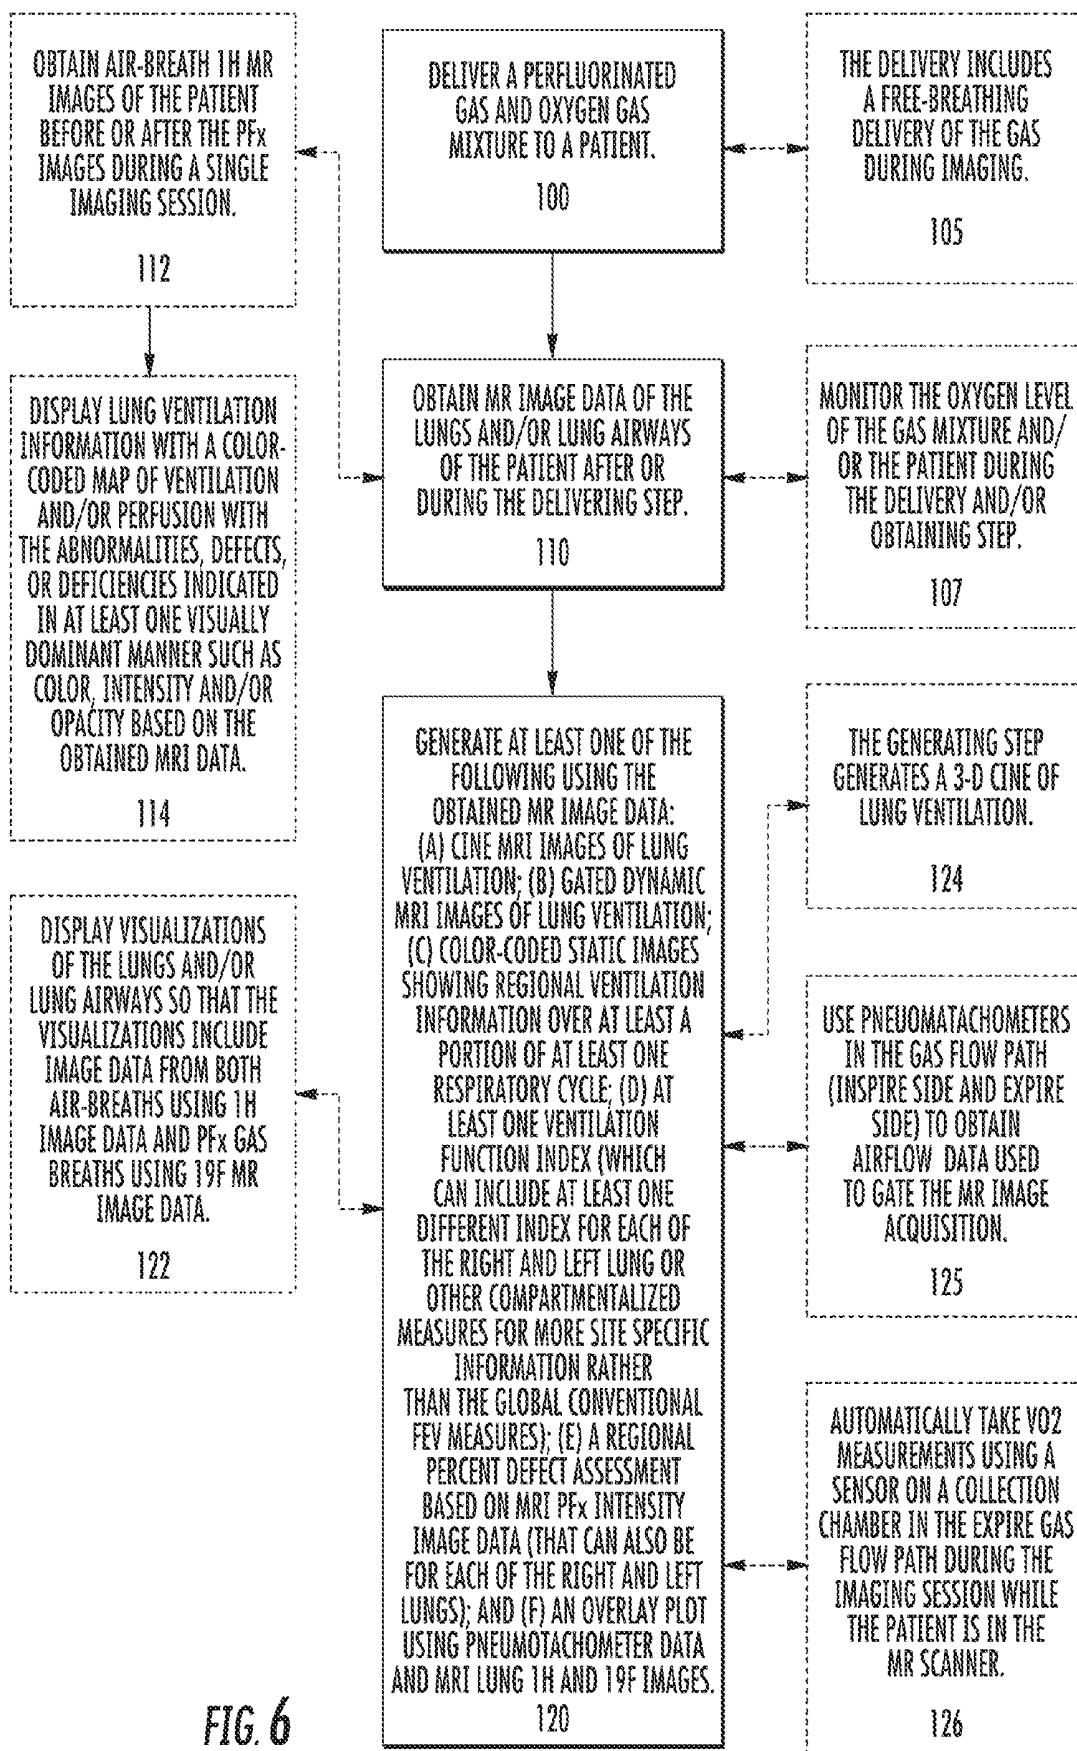 OBTAIN AIR-BREATH 1H MR
IMAGES OF THE PATIENT
BEFORE OR AFTER THE PFx
IMAGES DURING A SINGLE
IMAGING SESSION.
112
DELIVER A PERFLUORINATED
GAS AND OXYGEN GAS
MIXTURE TO A PATIENT.
100
THE DELIVERY INCLUDES
A FREE-BREATHING
DELIVERY OF THE GAS
DURING IMAGING.
105
DISPLAY LUNG VENTILATION
INFORMATION WITH A COLOR-
CODED MAP OF VENTILATION
AND/OR PERFUSION WITH
THE ABNORMALITIES, DEFECTS,
OR DEFICIENCIES INDICATED
IN AT LEAST ONE VISUALLY
DOMINANT MANNER SUCH AS
COLOR, INTENSITY AND/OR
OPACITY BASED ON THE
OBTAINED MRI DATA.
114
OBTAIN MR IMAGE DATA OF THE
LUNGS AND/OR LUNG AIRWAYS
OF THE PATIENT AFTER OR
DURING THE DELIVERING STEP.
110
MONITOR THE OXYGEN LEVEL
OF THE GAS MIXTURE AND/
OR THE PATIENT DURING
THE DELIVERY AND/OR
OBTAINING STEP.
107
DISPLAY VISUALIZATIONS
OF THE LUNGS AND/OR
LUNG AIRWAYS SO THAT THE
VISUALIZATIONS INCLUDE
IMAGE DATA FROM BOTH
AIR-BREATHS USING 1H
IMAGE DATA AND PFx GAS
BREATHS USING 19F MR
IMAGE DATA.
122
GENERATE AT LEAST ONE OF THE
FOLLOWING USING THE
OBTAINED MR IMAGE DATA:
(A) CINE MRI IMAGES OF LUNG
VENTILATION; (B) GATED DYNAMIC
MRI IMAGES OF LUNG VENTILATION;
(C) COLOR-CODED STATIC IMAGES
SHOWING REGIONAL VENTILATION
INFORMATION OVER AT LEAST A
PORTION OF AT LEAST ONE
RESPIRATORY CYCLE; (D) AT
LEAST ONE VENTILATION
FUNCTION INDEX (WHICH
CAN INCLUDE AT LEAST ONE
DIFFERENT INDEX FOR EACH OF
THE RIGHT AND LEFT LUNG OR
OTHER COMPARTMENTALIZED
MEASURES FOR MORE SITE SPECIFIC
INFORMATION RATHER
THAN THE GLOBAL CONVENTIONAL
FEV MEASURES); (E) A REGIONAL
PERCENT DEFECT ASSESSMENT
BASED ON MRI PFx INTENSITY
IMAGE DATA (THAT CAN ALSO BE
FOR EACH OF THE RIGHT AND LEFT
LUNGS); AND (F) AN OVERLAY PLOT
USING PNEUMOTACHOMETER DATA
AND MRI LUNG 1H AND 19F IMAGES.
120
THE GENERATING STEP
GENERATES A 3-D CINE OF
LUNG VENTILATION.
124
USE PNEUOMATACHOMETERS
IN THE GAS FLOW PATH
(INSPIRE SIDE AND EXPIRE
SIDE) TO OBTAIN
AIRFLOW DATA USED
TO GATE THE MR IMAGE
ACQUISITION.
125
AUTOMATICALLY TAKE VO2
MEASUREMENTS USING A
SENSOR ON A COLLECTION
CHAMBER IN THE EXPIRE GAS
FLOW PATH DURING THE
IMAGING SESSION WHILE
THE PATIENT IS IN THE
MR SCANNER.
126
FIG. 6